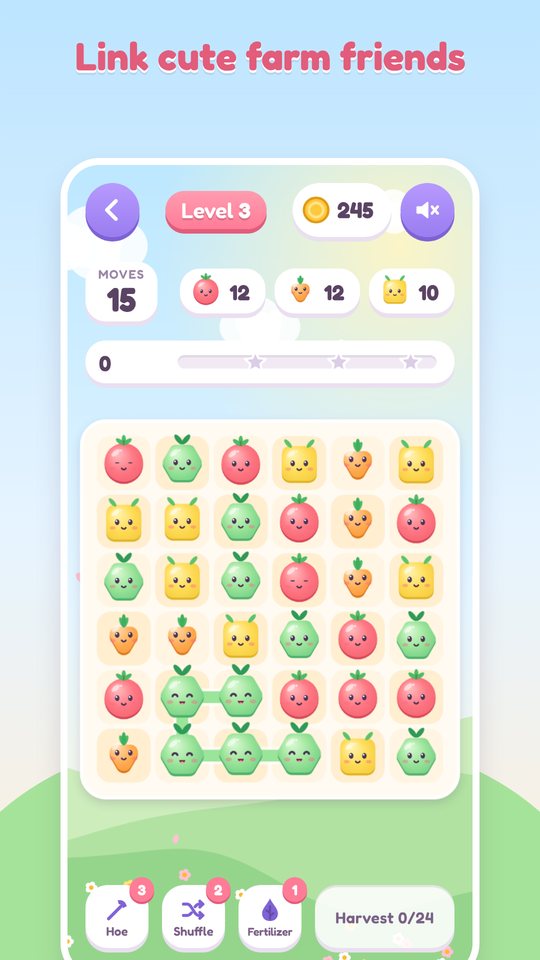 Link cute farm friends
Level 3
245
MOVES
15
12
12
10
0
3
2
1
Hoe
Shuffle
Fertilizer
Harvest 0/24